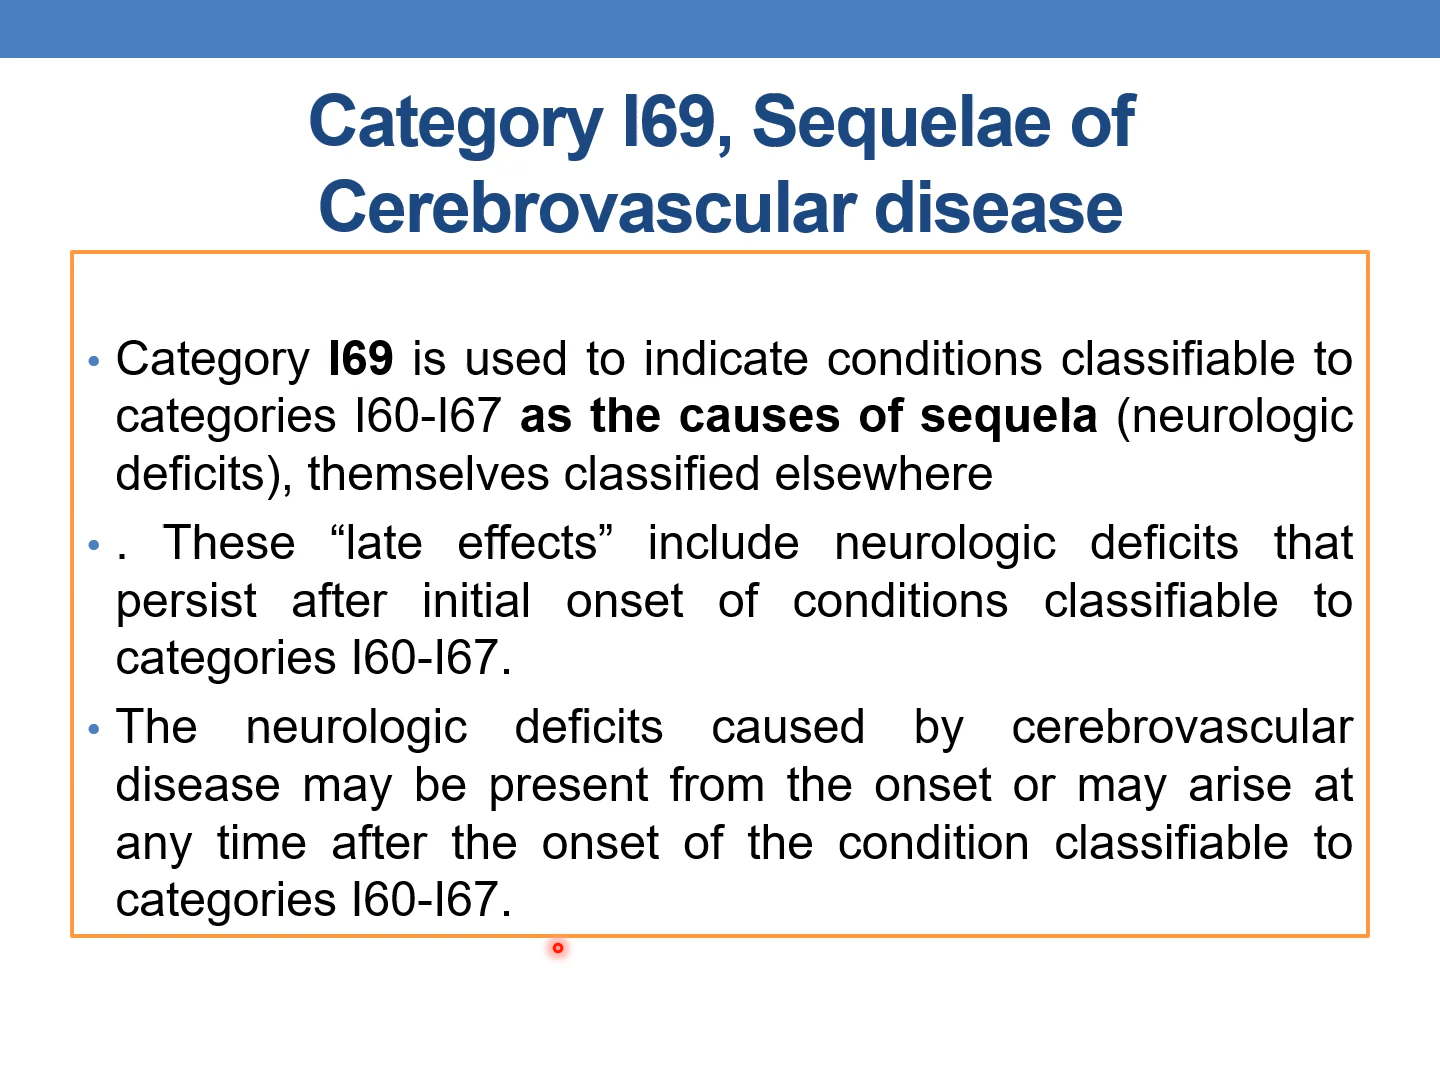 Category I69, Sequelae of
Cerebrovascular disease
• Category I69 is used to indicate conditions classifiable to
categories I60-I67 as the causes of sequela (neurologic
deficits), themselves classified elsewhere
• . These “late effects” include neurologic deficits that
persist after initial onset of conditions classifiable to
categories I60-I67.
• The neurologic deficits caused by cerebrovascular
disease may be present from the onset or may arise at
any time after the onset of the condition classifiable to
categories I60-I67.